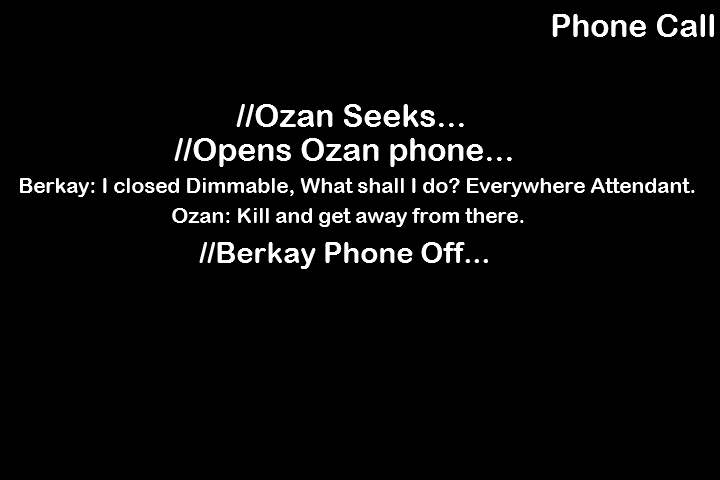 Phone Call
//Ozan Seeks...
//Opens Ozan phone...
Berkay: I closed Dimmable, What shall I do? Everywhere Attendant.
Ozan: Kill and get away from there.
//Berkay Phone Off...